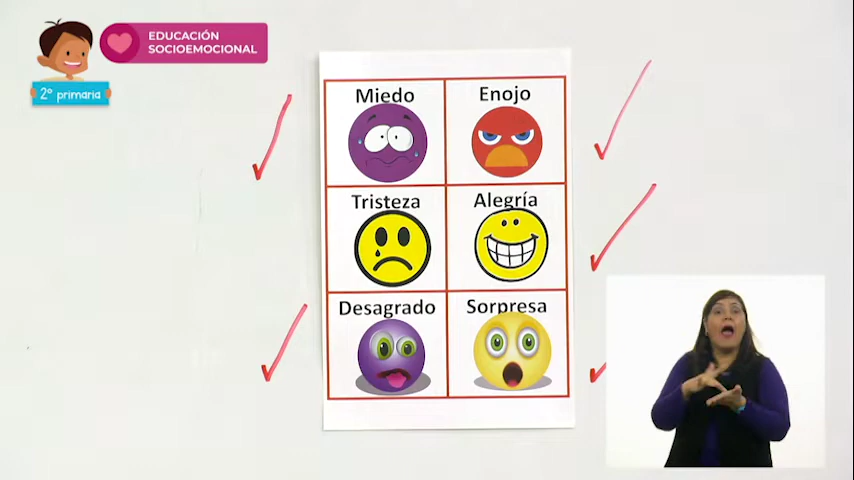 EDUCACIÓN
SOCIOEMOCIONAL
2° primaria
Miedo
Enojo
Tristeza
Alegría
Desagrado
Sorpresa